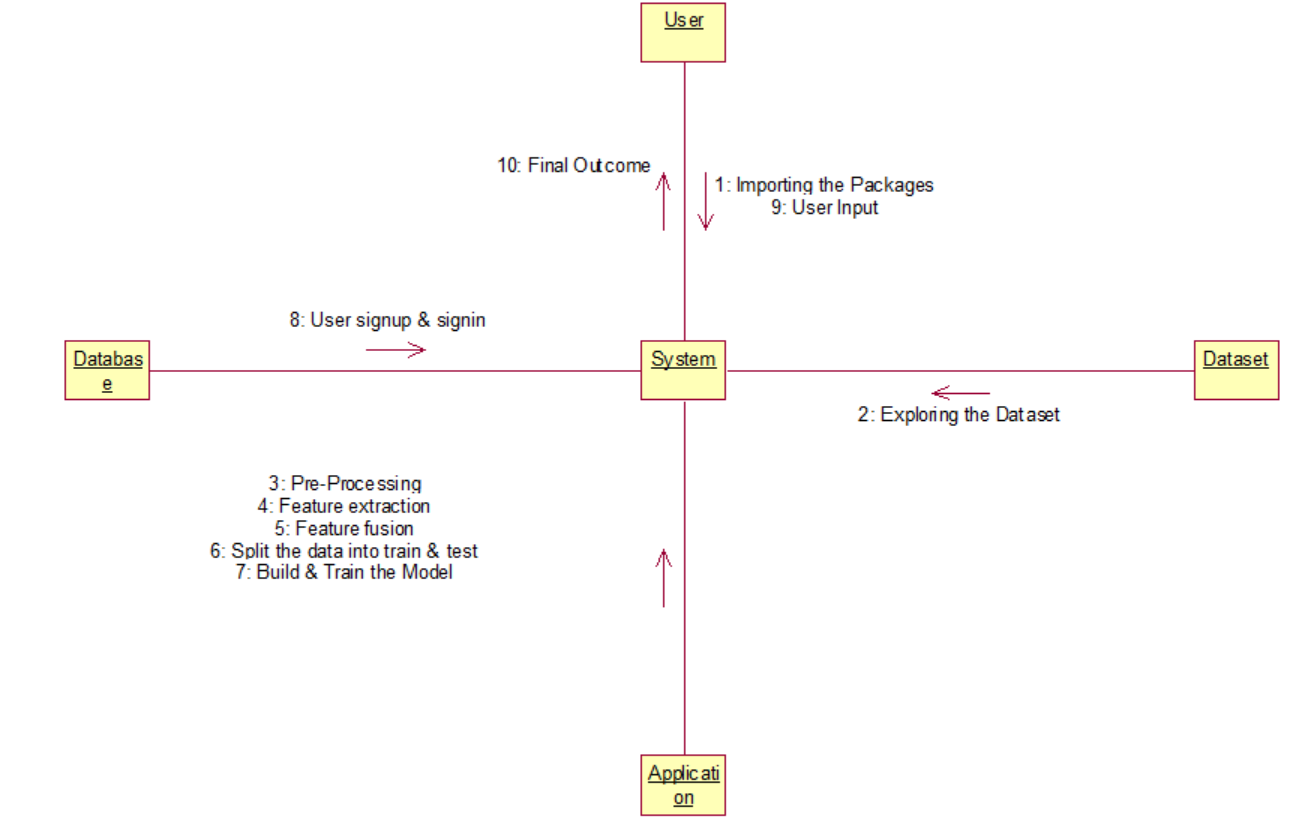 User
10: Final Outcome
1: Importing the Packages
9: User Input
8: User signup & signin
Databas
e
System
Dataset
2: Exploring the Dataset
3: Pre-Processing
4: Feature extraction
5: Feature fusion
6: Split the data into train & test
7: Build & Train the Model
Applicati
on